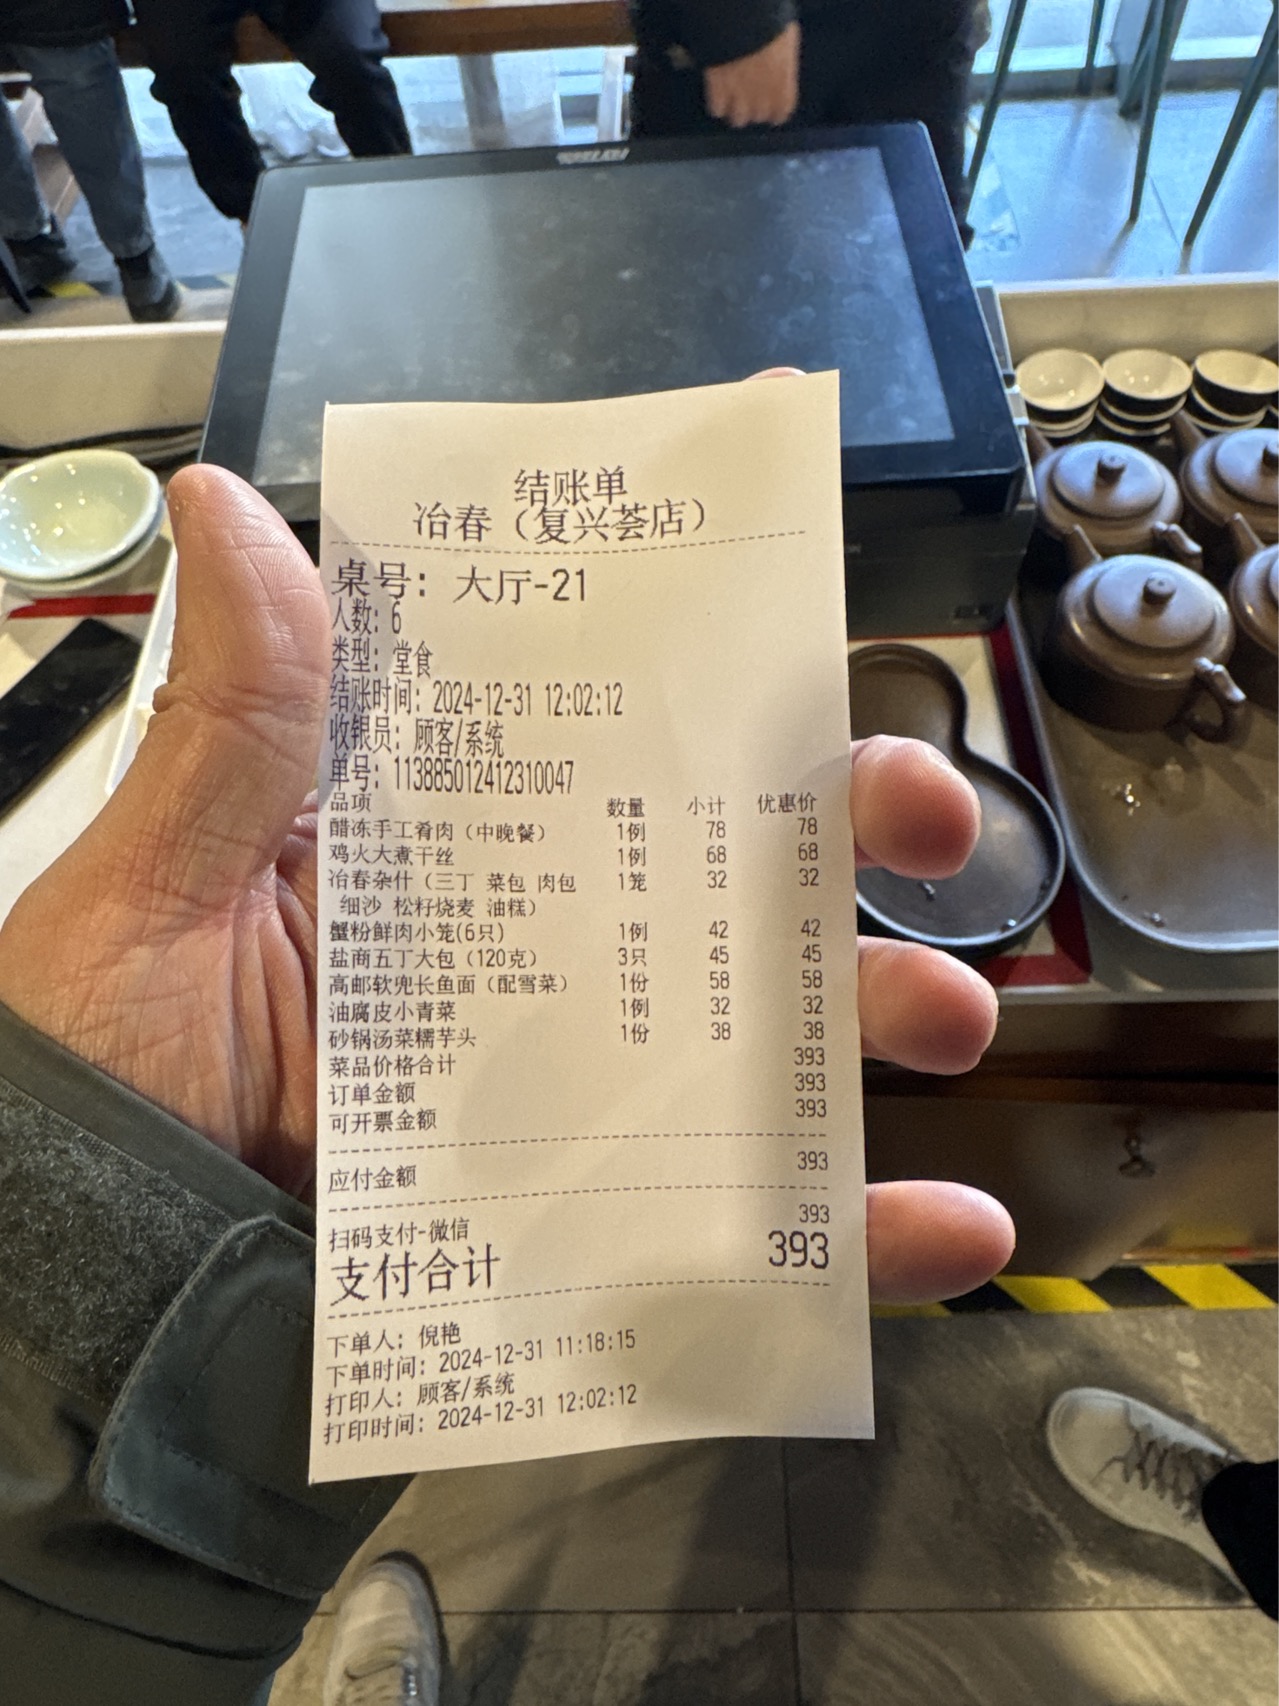 结账单
冶春（复兴荟店）
桌号：大厅-21
人数：6
类型：堂食
结账时间：2024-12-31 12:02:12
收银员：顾客/系统
单号：113885012412310047
品项 数量 小计 优惠价
醋冻手工肴肉（中晚餐） 1例 78 78
鸡火大煮干丝 1例 68 68
冶春杂什（三丁 菜包 肉包 1笼 32 32
细沙 松籽烧麦 油糕）
蟹粉鲜肉小笼(6只) 1例 42 42
盐商五丁大包（120克） 3只 45 45
高邮软兜长鱼面（配雪菜） 1份 58 58
油腐皮小青菜 1例 32 32
砂锅汤菜糯芋头 1份 38 38
菜品价格合计 393
订单金额 393
可开票金额 393
应付金额 393
扫码支付-微信 393
支付合计 393
下单人：倪艳
下单时间：2024-12-31 11:18:15
打印人：顾客/系统
打印时间：2024-12-31 12:02:12